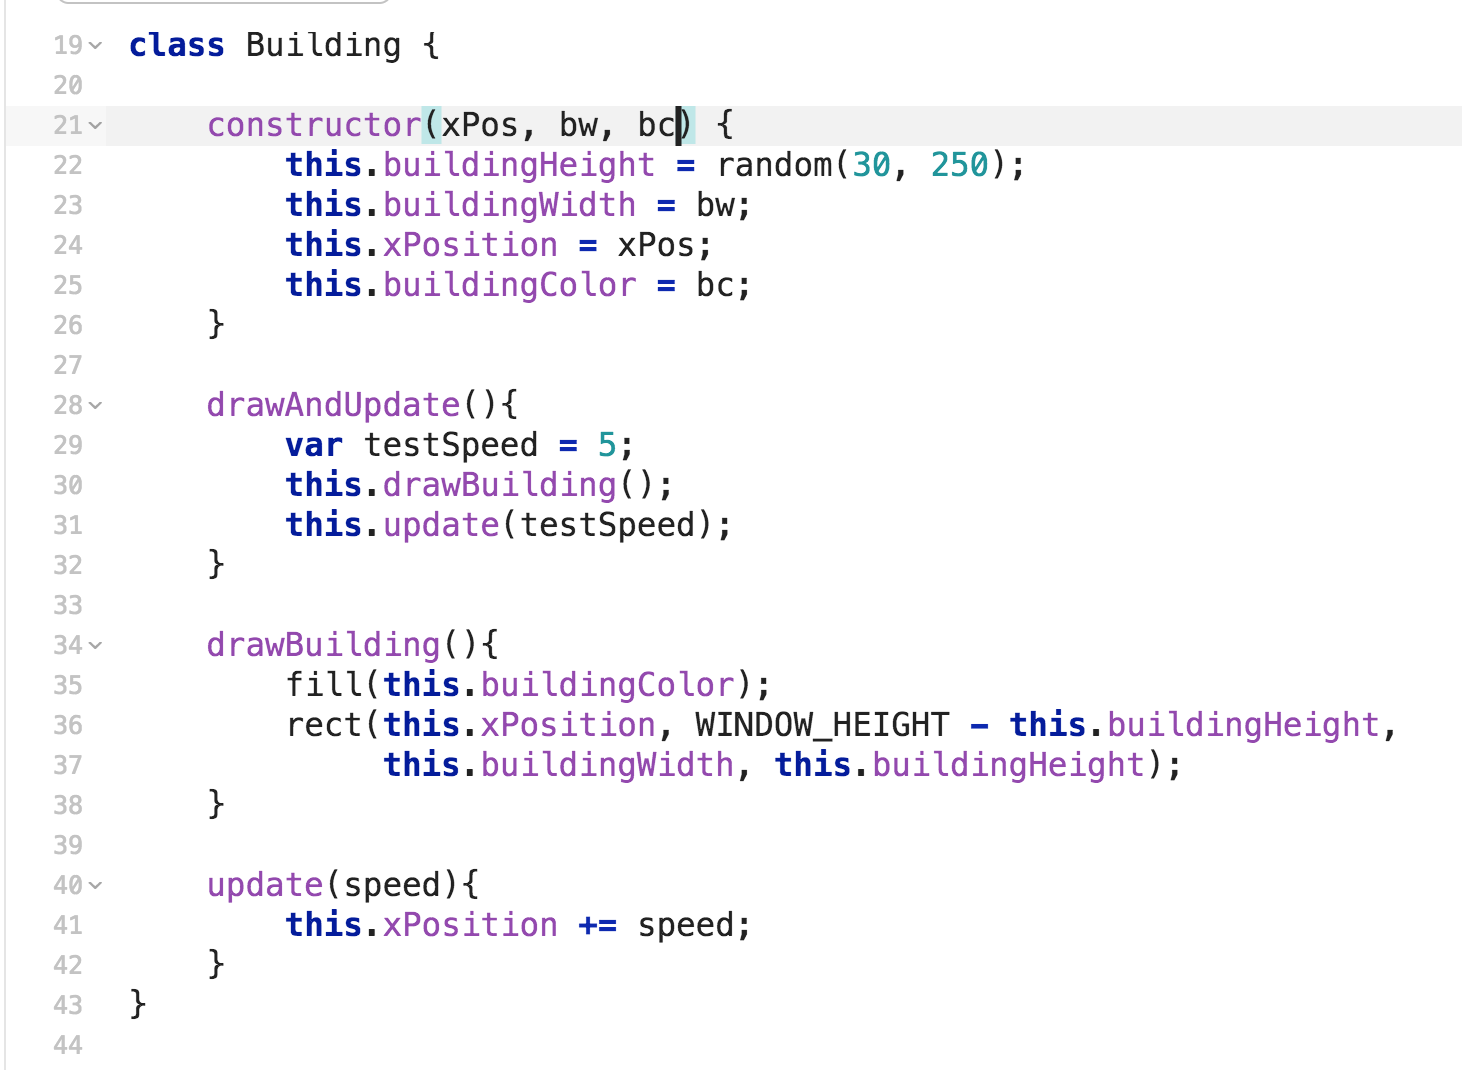 19 class Building {
20
21     constructor(xPos, bw, bc) {
22         this.buildingHeight = random(30, 250);
23         this.buildingWidth = bw;
24         this.xPosition = xPos;
25         this.buildingColor = bc;
26     }
27
28     drawAndUpdate(){
29         var testSpeed = 5;
30         this.drawBuilding();
31         this.update(testSpeed);
32     }
33
34     drawBuilding(){
35         fill(this.buildingColor);
36         rect(this.xPosition, WINDOW_HEIGHT - this.buildingHeight,
37              this.buildingWidth, this.buildingHeight);
38     }
39
40     update(speed){
41         this.xPosition += speed;
42     }
43 }
44